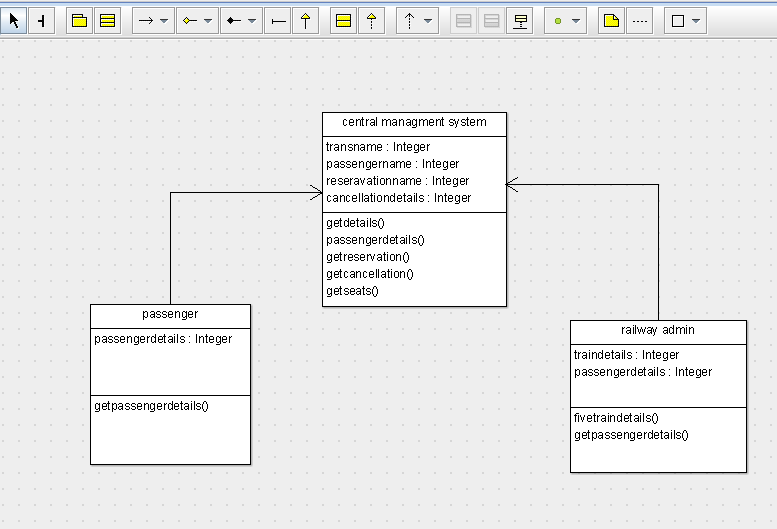 central managment system
transname : Integer
passengername : Integer
reseravationname : Integer
cancellationdetails : Integer
getdetails()
passengerdetails()
getreservation()
getcancellation()
getseats()
passenger
passengerdetails : Integer
getpassengerdetails()
railway admin
traindetails : Integer
passengerdetails : Integer
fivetraindetails()
getpassengerdetails()